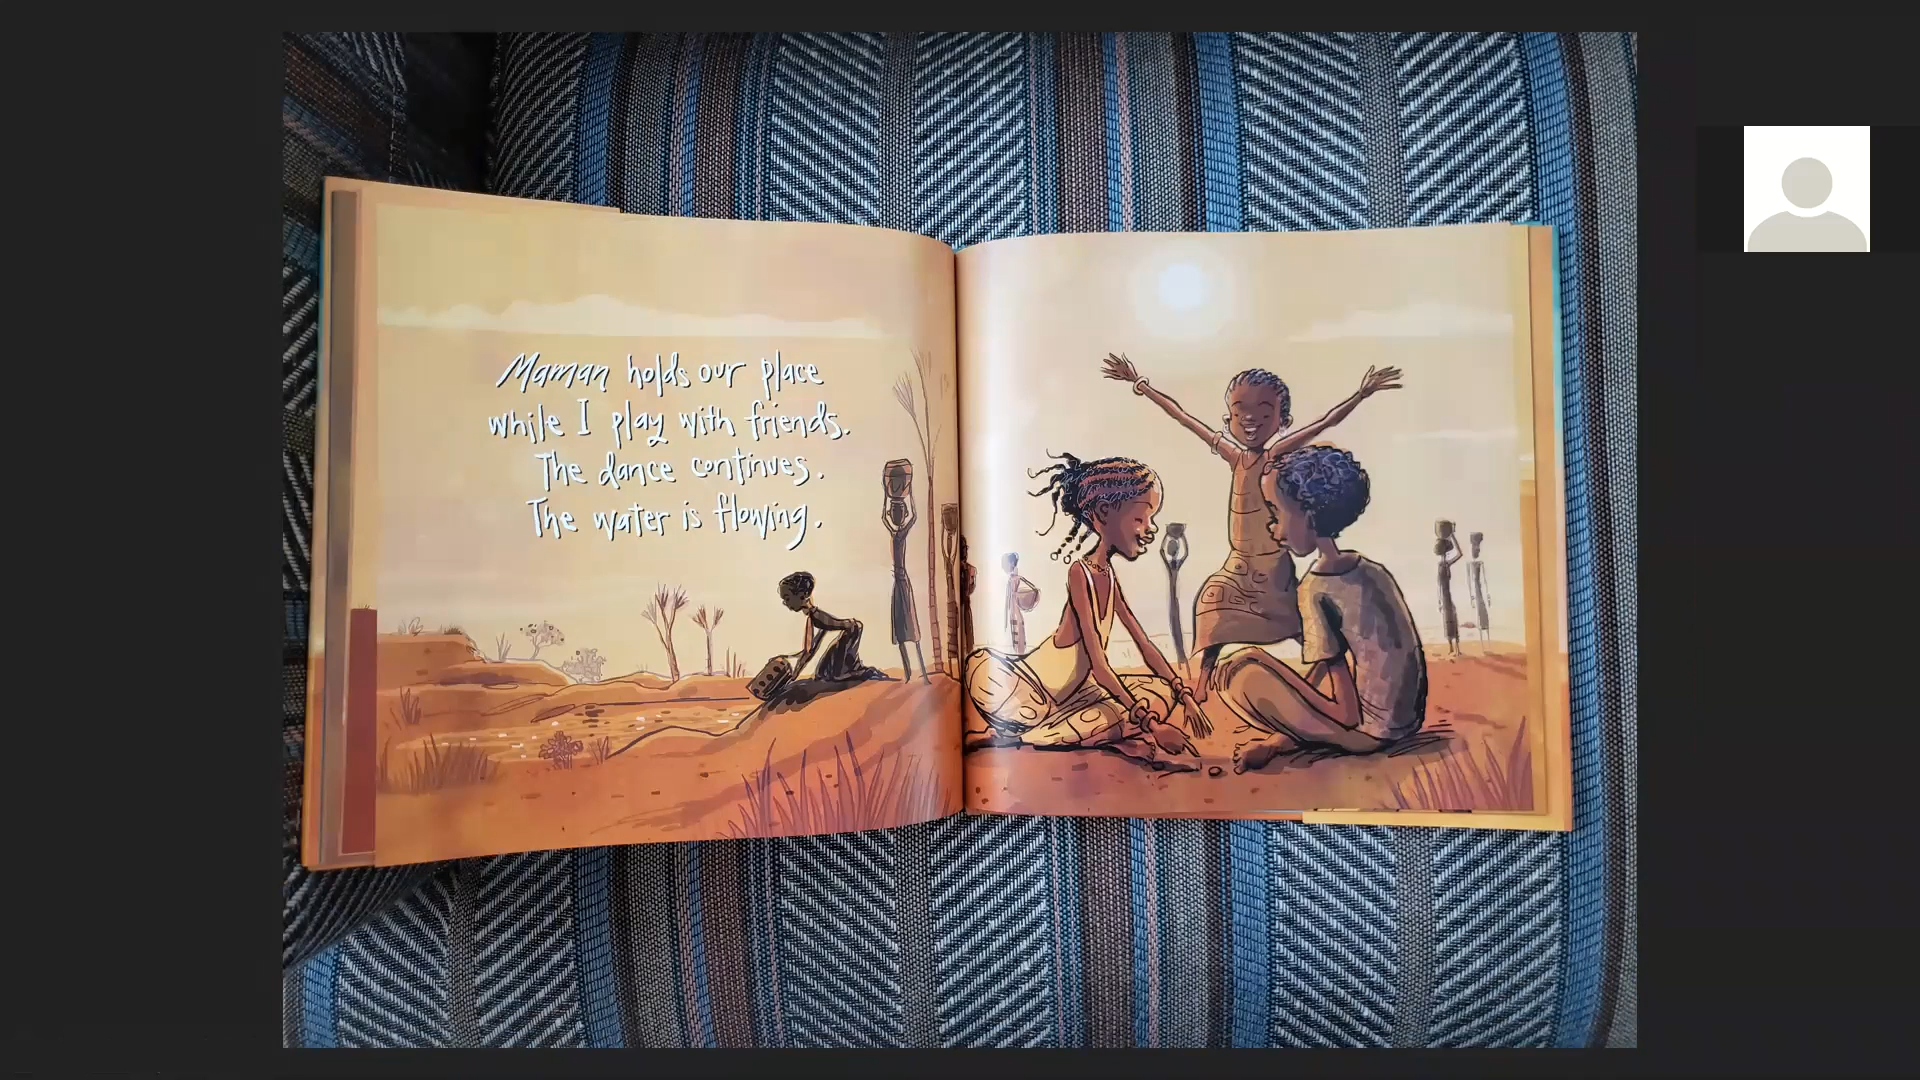 Maman holds our place
while I play with friends.
The dance continues.
The water is flowing.